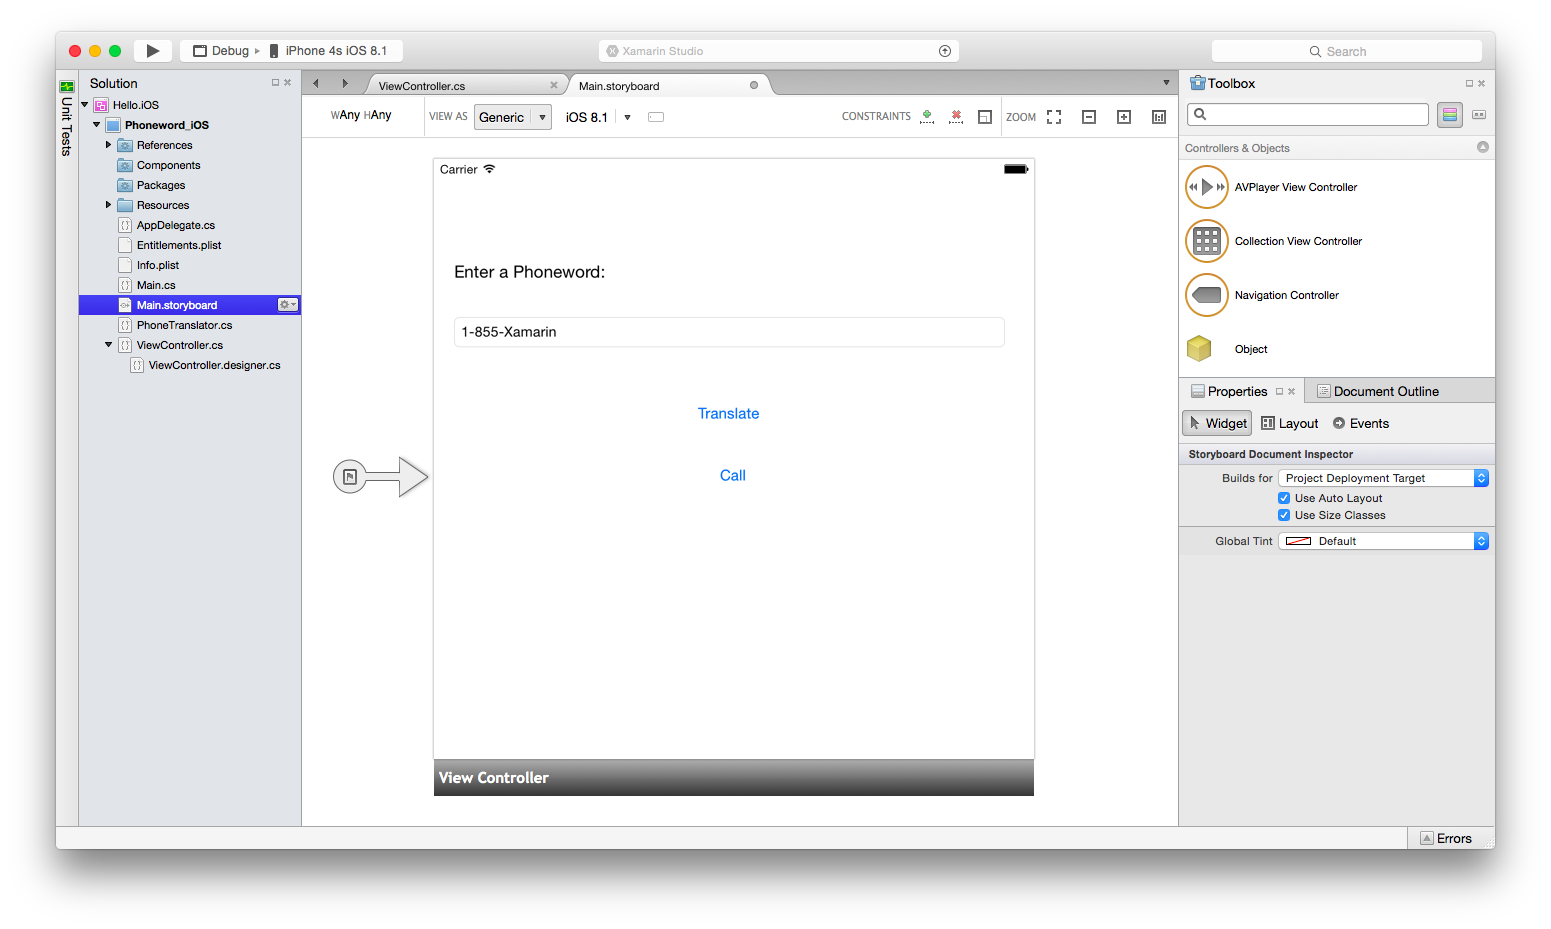 Debug iPhone 4s iOS 8.1
Xamarin Studio
Search
Unit Tests
Solution
Hello.iOS
Phoneword_iOS
References
Components
Packages
Resources
AppDelegate.cs
Entitlements.plist
Info.plist
Main.cs
Main.storyboard
PhoneTranslator.cs
ViewController.cs
ViewController.designer.cs
ViewController.cs
Main.storyboard
wAny hAny
VIEW AS Generic iOS 8.1
CONSTRAINTS
ZOOM
Carrier
Enter a Phoneword:
1-855-Xamarin
Translate
Call
View Controller
Toolbox
Controllers & Objects
AVPlayer View Controller
Collection View Controller
Navigation Controller
Object
Properties
Document Outline
Widget Layout Events
Storyboard Document Inspector
Builds for Project Deployment Target
Use Auto Layout
Use Size Classes
Global Tint Default
Errors